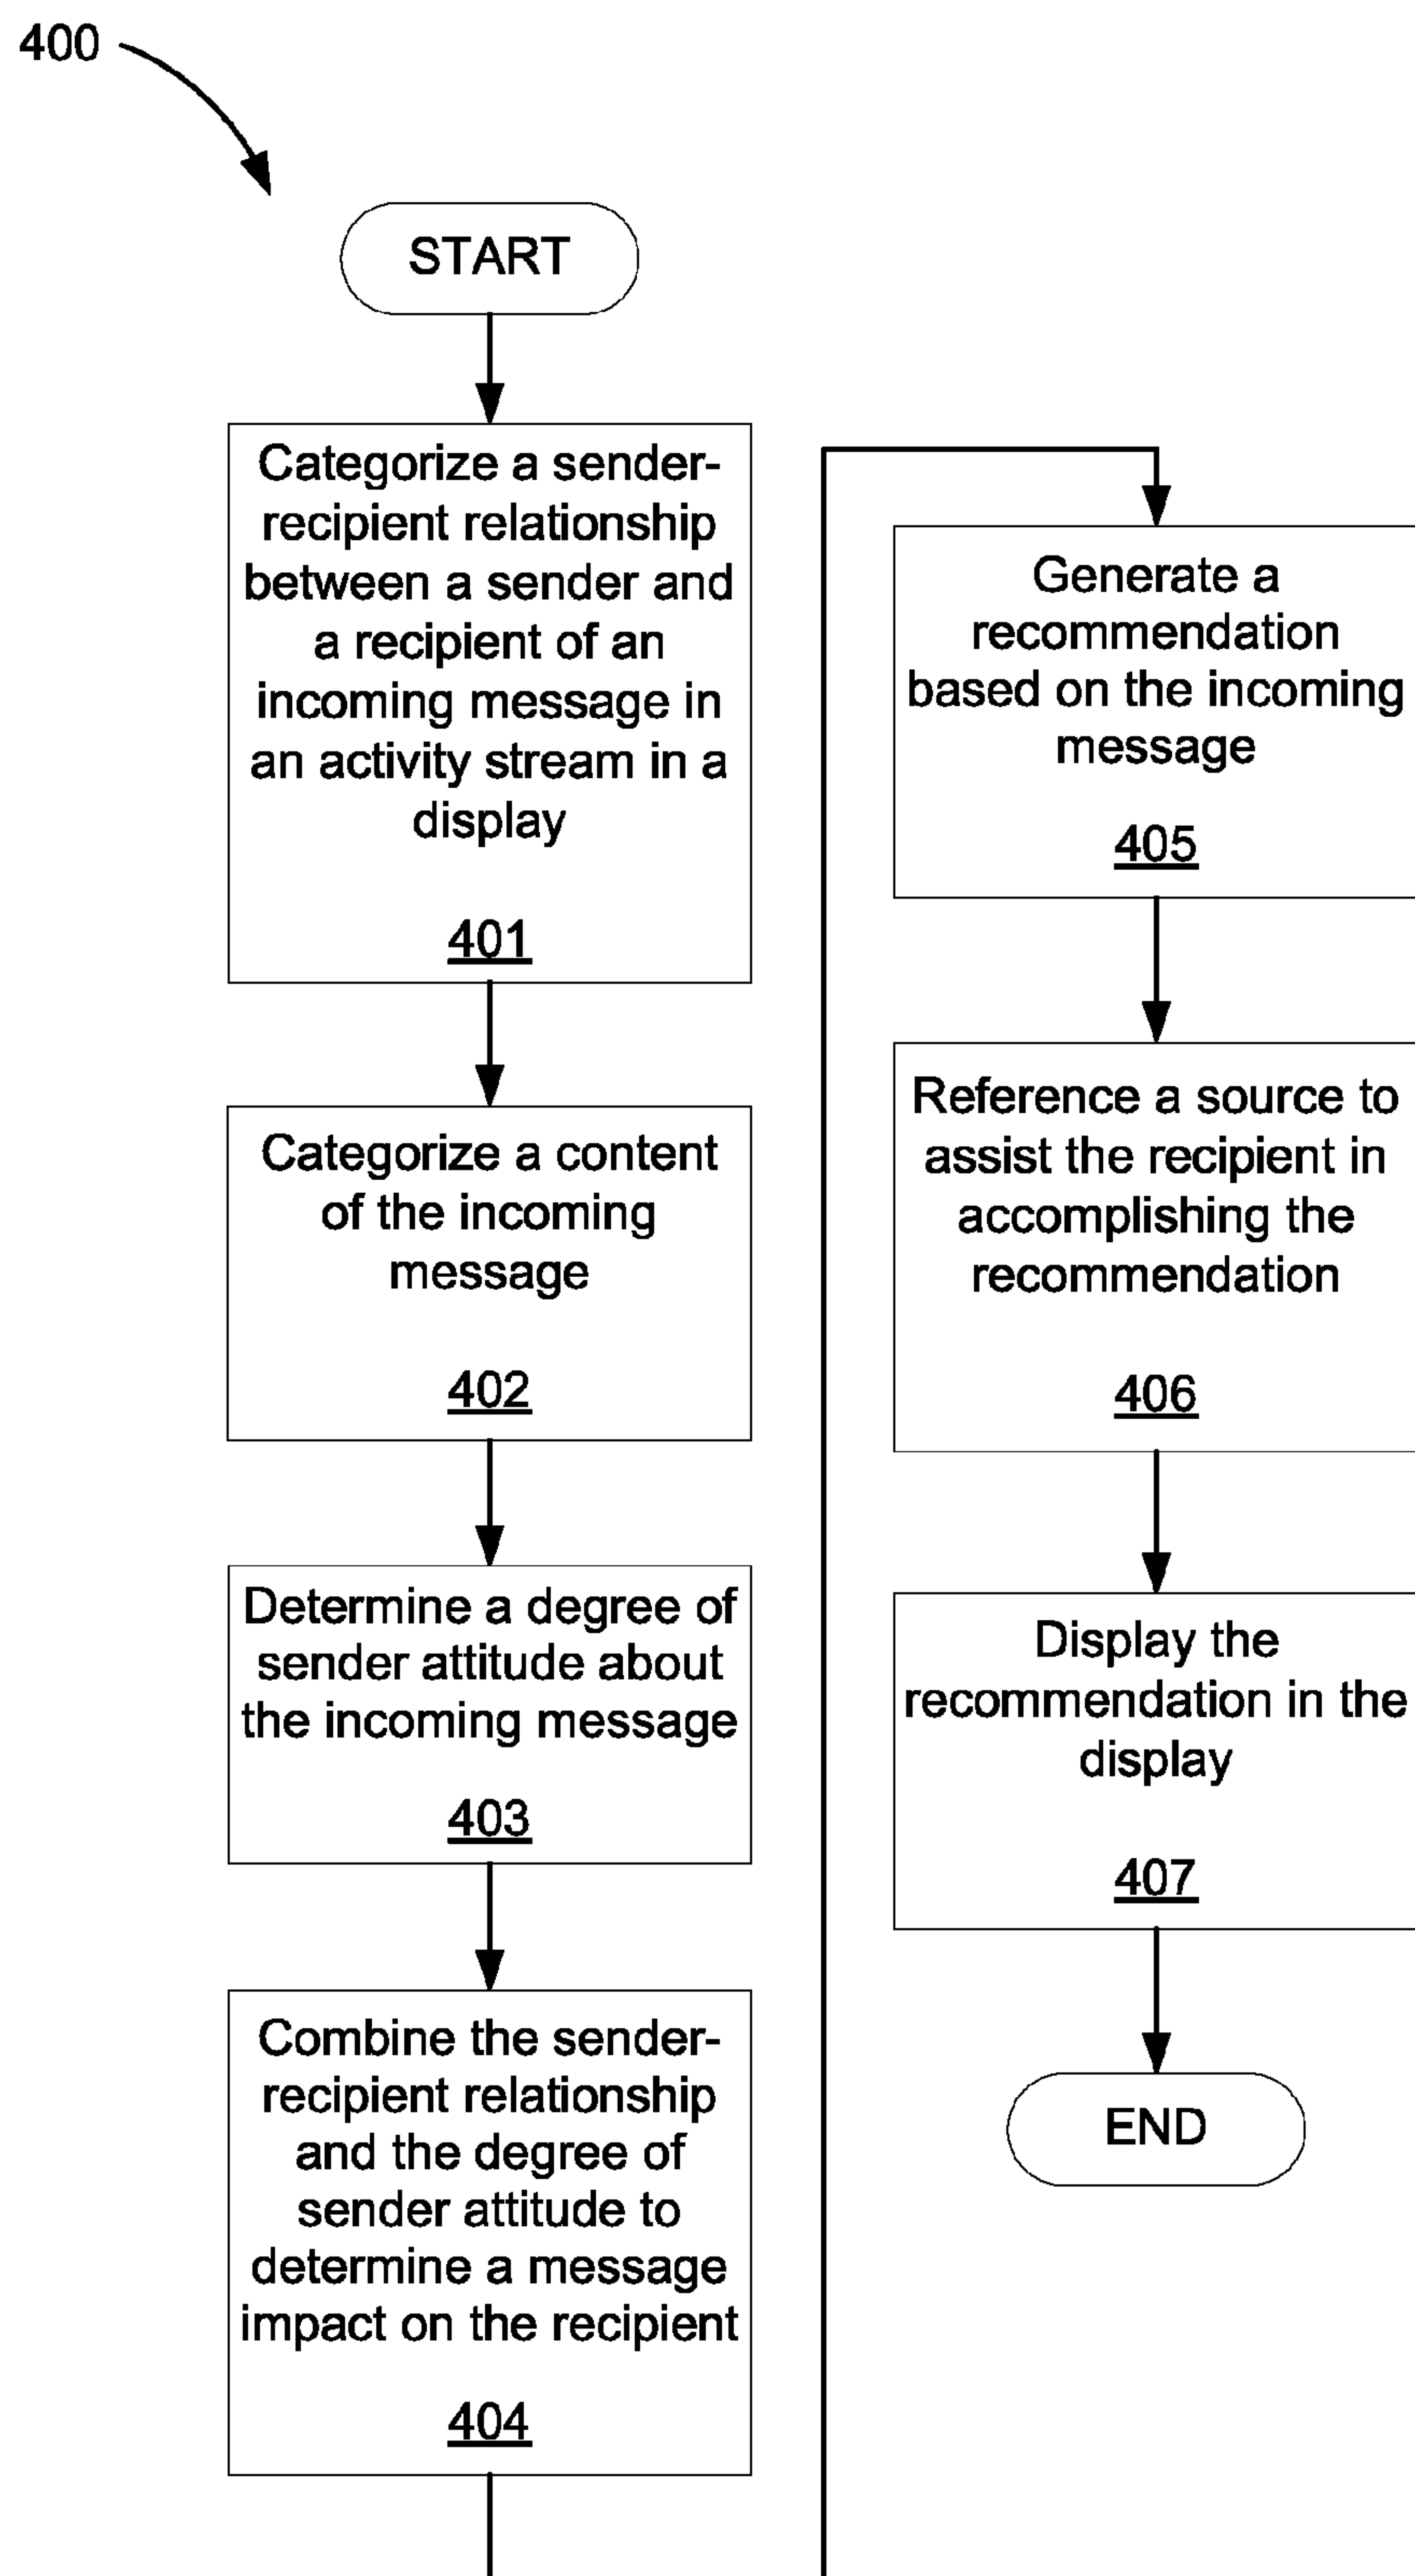 400
START
Categorize a sender-
recipient relationship
between a sender and
a recipient of an
incoming message in
an activity stream in a
display
401
Categorize a content
of the incoming
message
402
Determine a degree of
sender attitude about
the incoming message
403
Combine the sender-
recipient relationship
and the degree of
sender attitude to
determine a message
impact on the recipient
404
Generate a
recommendation
based on the incoming
message
405
Reference a source to
assist the recipient in
accomplishing the
recommendation
406
Display the
recommendation in the
display
407
END